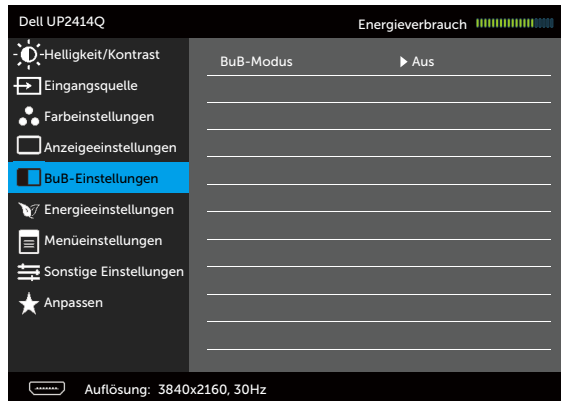 Dell UP2414Q
Energieverbrauch
Helligkeit/Kontrast
BuB-Modus
Aus
Eingangsquelle
Farbeinstellungen
Anzeigeeinstellungen
BuB-Einstellungen
Energieeinstellungen
Menüeinstellungen
Sonstige Einstellungen
Anpassen
Auflösung: 3840x2160, 30Hz